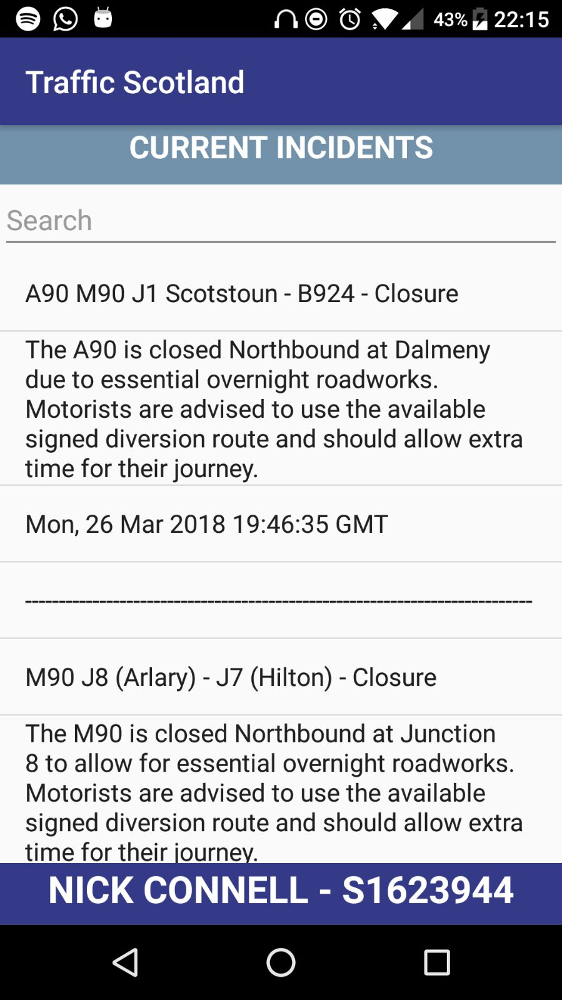 43% 22:15
Traffic Scotland
CURRENT INCIDENTS
Search
A90 M90 J1 Scotstoun - B924 - Closure
The A90 is closed Northbound at Dalmeny
due to essential overnight roadworks.
Motorists are advised to use the available
signed diversion route and should allow extra
time for their journey.
Mon, 26 Mar 2018 19:46:35 GMT
---------------------------------------------------------------------------
M90 J8 (Arlary) - J7 (Hilton) - Closure
The M90 is closed Northbound at Junction
8 to allow for essential overnight roadworks.
Motorists are advised to use the available
signed diversion route and should allow extra
time for their journey.
NICK CONNELL - S1623944